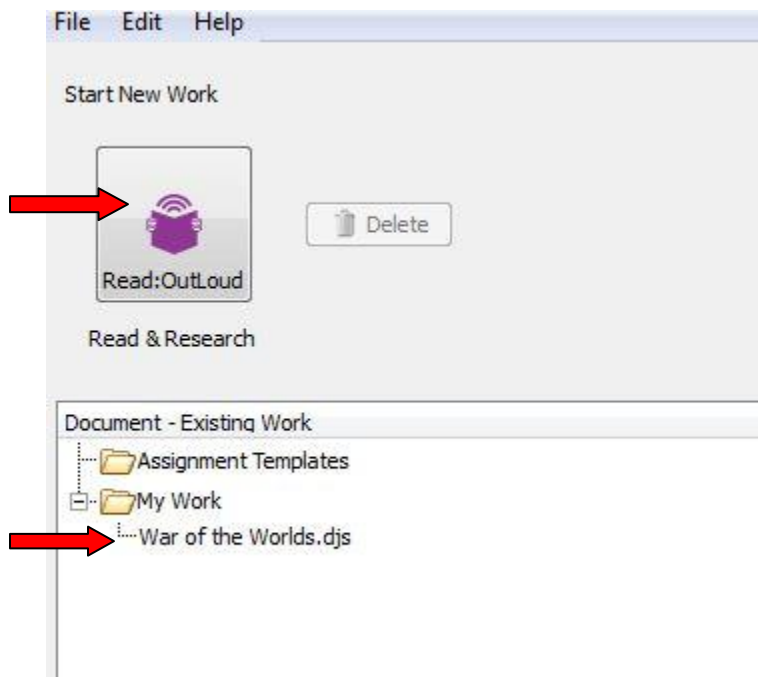 File Edit Help
Start New Work
Delete
Read:OutLoud
Read & Research
Document - Existing Work
Assignment Templates
My Work
War of the Worlds.djs